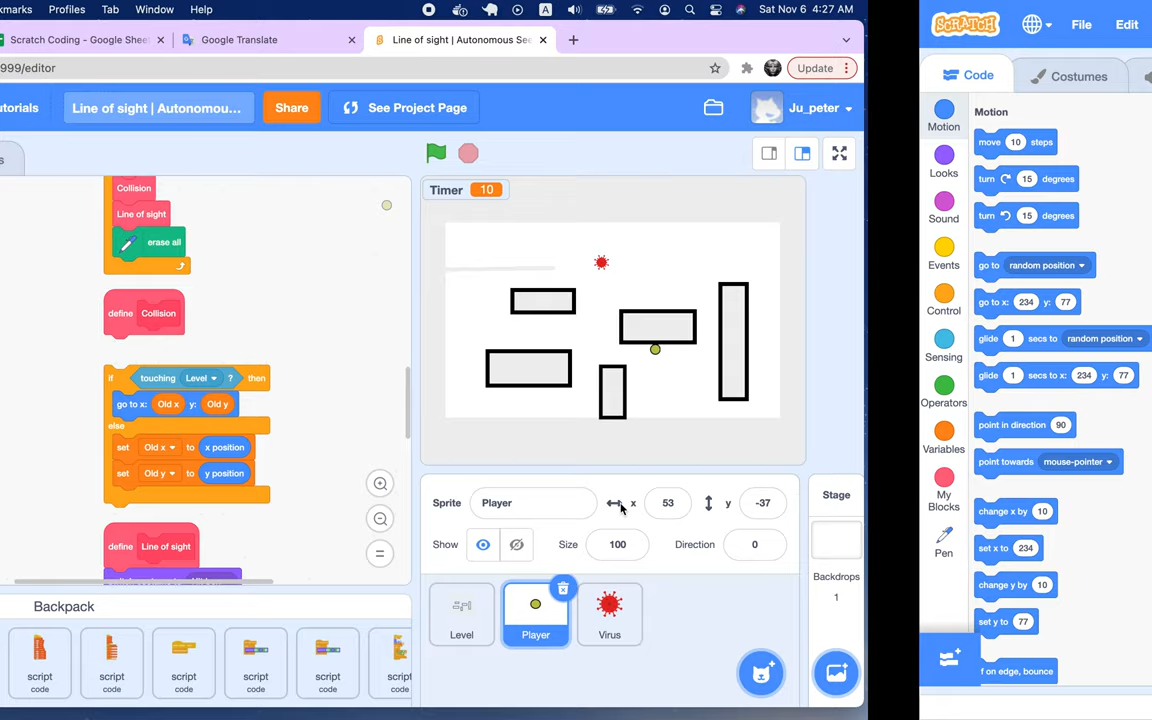 kmarks Profiles Tab Window Help A Sat Nov 6 4:27 AM
Scratch Coding - Google Shee Google Translate Line of sight | Autonomous Se
999/editor Update
utorials Line of sight | Autonomou... Share See Project Page Ju_peter
s
Collision
Line of sight
erase all
define Collision
if touching Level ? then
go to x: Old x y: Old y
else
set Old x to x position
set Old y to y position
define Line of sight
Backpack
script code script code script code script code script code
Timer 10
Sprite Player x 53 y -37
Show Size 100 Direction 0
Level Player Virus
Stage
Backdrops
1
SCRATCH File Edit
Code Costumes
Motion
Looks
Sound
Events
Control
Sensing
Operators
Variables
My Blocks
Pen
Motion
move 10 steps
turn 15 degrees
turn 15 degrees
go to random position
go to x: 234 y: 77
glide 1 secs to random position
glide 1 secs to x: 234 y: 77
point in direction 90
point towards mouse-pointer
change x by 10
set x to 234
change y by 10
set y to 77
f on edge, bounce